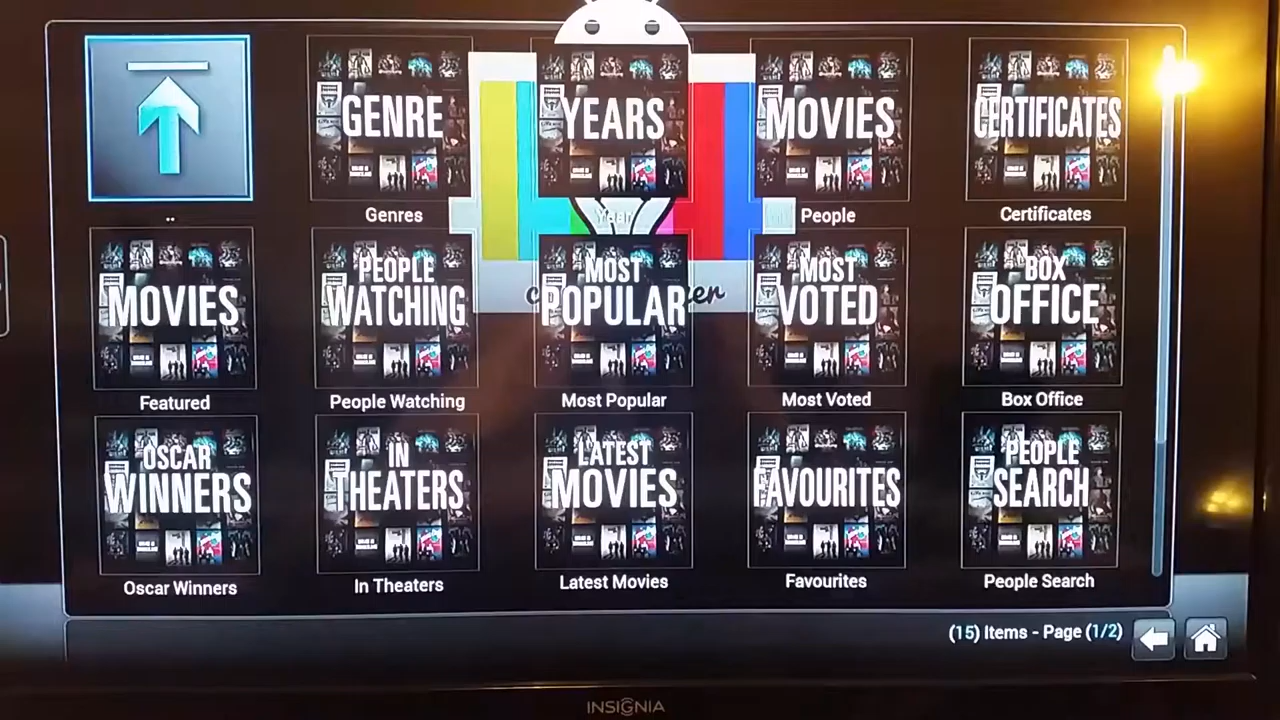 GENRE
YEARS
MOVIES
CERTIFICATES
..
Genres
Year
People
Certificates
MOVIES
PEOPLE
WATCHING
MOST
POPULAR
MOST
VOTED
BOX
OFFICE
Featured
People Watching
Most Popular
Most Voted
Box Office
OSCAR
WINNERS
IN
THEATERS
LATEST
MOVIES
FAVOURITES
PEOPLE
SEARCH
Oscar Winners
In Theaters
Latest Movies
Favourites
People Search
(15) Items - Page (1/2)
INSIGNIA